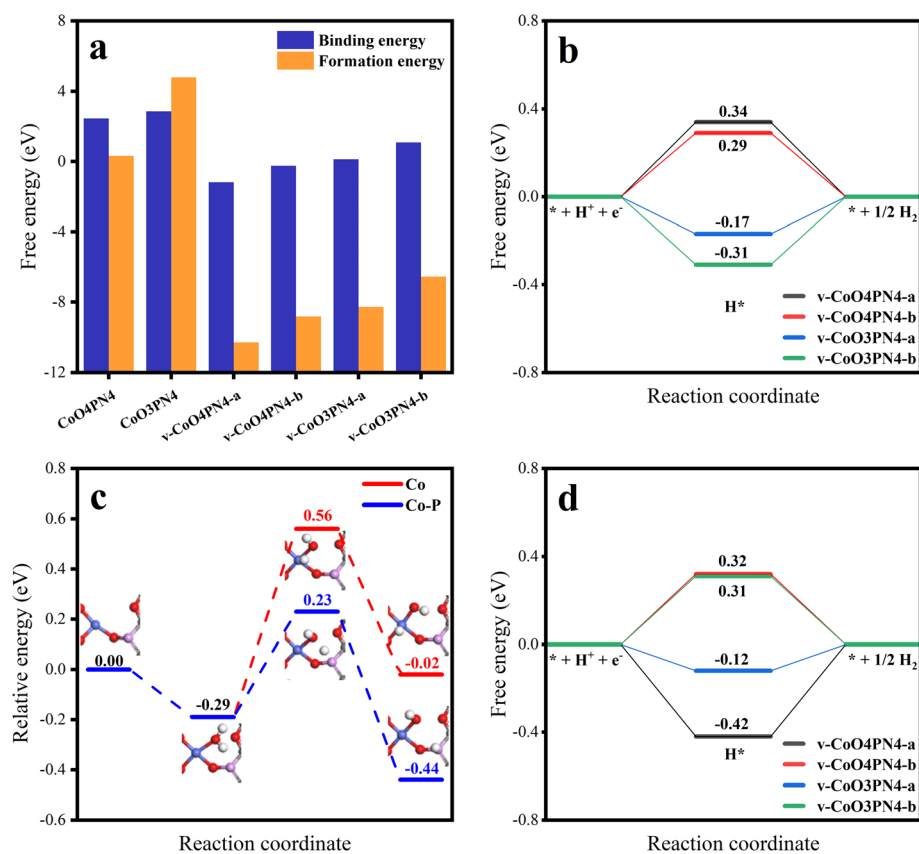 a
Binding energy
Formation energy
Free energy (eV)
8
4
0
-4
-8
-12
CoO4PN4
CoO3PN4
v-CoO4PN4-a
v-CoO4PN4-b
v-CoO3PN4-a
v-CoO3PN4-b
b
Free energy (eV)
0.4
0.0
-0.4
-0.8
0.34
0.29
* + H+ + e-
* + 1/2 H2
-0.17
-0.31
H*
v-CoO4PN4-a
v-CoO4PN4-b
v-CoO3PN4-a
v-CoO3PN4-b
Reaction coordinate
c
Co
Co-P
Relative energy (eV)
0.8
0.6
0.4
0.2
0.0
-0.2
-0.4
-0.6
0.56
0.23
0.00
-0.02
-0.29
-0.44
Reaction coordinate
d
Free energy (eV)
0.8
0.4
0.0
-0.4
-0.8
0.32
0.31
* + H+ + e-
* + 1/2 H2
-0.12
-0.42
H*
v-CoO4PN4-a
v-CoO4PN4-b
v-CoO3PN4-a
v-CoO3PN4-b
Reaction coordinate